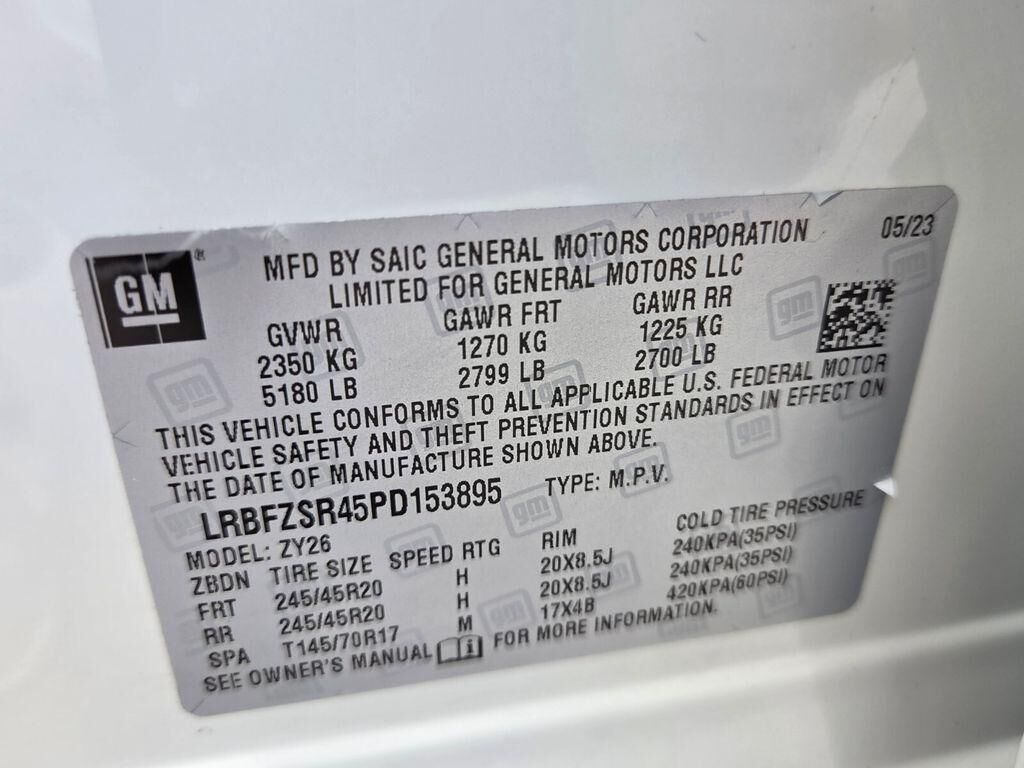 GM ®
MFD BY SAIC GENERAL MOTORS CORPORATION 05/23
LIMITED FOR GENERAL MOTORS LLC
GVWR GAWR FRT GAWR RR
2350 KG 1270 KG 1225 KG
5180 LB 2799 LB 2700 LB
THIS VEHICLE CONFORMS TO ALL APPLICABLE U.S. FEDERAL MOTOR
VEHICLE SAFETY AND THEFT PREVENTION STANDARDS IN EFFECT ON
THE DATE OF MANUFACTURE SHOWN ABOVE.
LRBFZSR45PD153895 TYPE: M.P.V.
MODEL: ZY26
ZBDN TIRE SIZE SPEED RTG RIM COLD TIRE PRESSURE
FRT 245/45R20 H 20X8.5J 240KPA(35PSI)
RR 245/45R20 H 20X8.5J 240KPA(35PSI)
SPA T145/70R17 M 17X4B 420KPA(60PSI)
SEE OWNER'S MANUAL i FOR MORE INFORMATION.